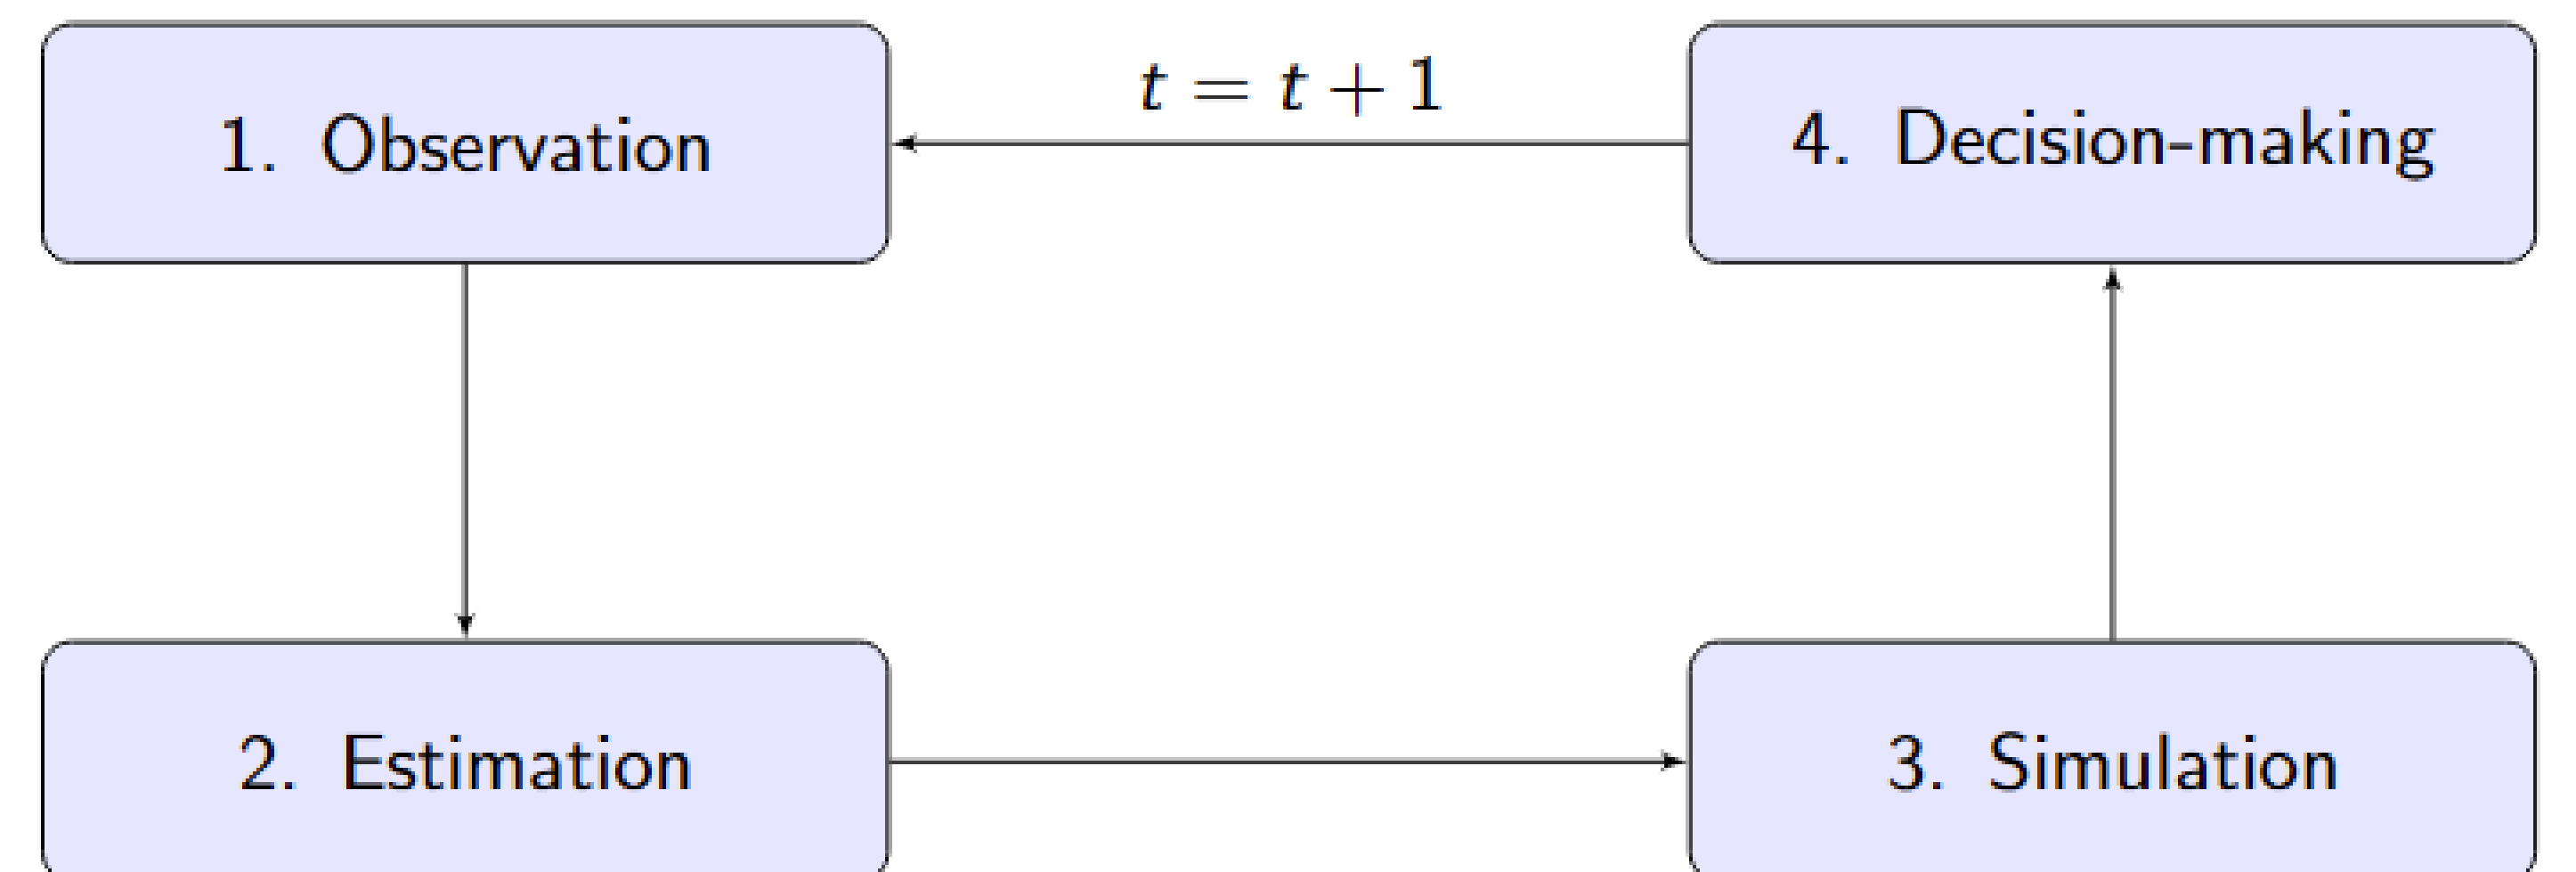 1. Observation
t = t + 1
4. Decision-making
2. Estimation
3. Simulation